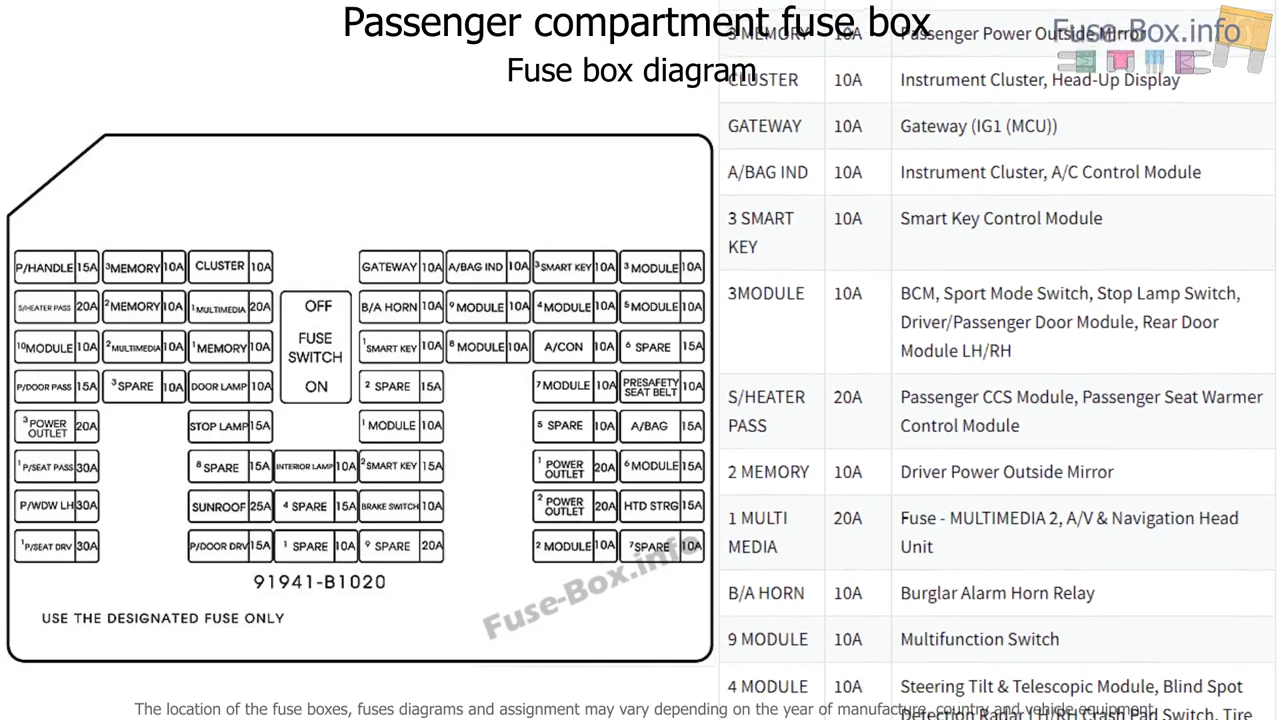 Passenger compartment fuse box
Fuse box diagram
Fuse-Box.info
P/HANDLE 15A 3 MEMORY 10A CLUSTER 10A GATEWAY 10A A/BAG IND 10A 3 SMART KEY 10A 3 MODULE 10A
S/HEATER PASS 20A 2 MEMORY 10A 1 MULTIMEDIA 20A B/A HORN 10A 9 MODULE 10A 4 MODULE 10A 5 MODULE 10A
OFF
FUSE
SWITCH
ON
10 MODULE 10A 2 MULTIMEDIA 10A 1 MEMORY 10A 1 SMART KEY 10A 8 MODULE 10A A/CON 10A 6 SPARE 15A
P/DOOR PASS 15A 3 SPARE 10A DOOR LAMP 10A 2 SPARE 15A 7 MODULE 10A PRESAFETY SEAT BELT 10A
3 POWER OUTLET 20A STOP LAMP 15A 1 MODULE 10A 5 SPARE 10A A/BAG 15A
1 P/SEAT PASS 30A 8 SPARE 15A INTERIOR LAMP 10A 2 SMART KEY 15A 1 POWER OUTLET 20A 6 MODULE 15A
P/WDW LH 30A SUNROOF 25A 4 SPARE 15A BRAKE SWITCH 10A 2 POWER OUTLET 20A HTD STRG 15A
1 P/SEAT DRV 30A P/DOOR DRV 15A 1 SPARE 10A 9 SPARE 20A 2 MODULE 10A 7 SPARE 10A
91941-B1020
USE THE DESIGNATED FUSE ONLY
Fuse-Box.info
3 MEMORY 10A Passenger Power Outside Mirror
CLUSTER 10A Instrument Cluster, Head-Up Display
GATEWAY 10A Gateway (IG1 (MCU))
A/BAG IND 10A Instrument Cluster, A/C Control Module
3 SMART 10A Smart Key Control Module
KEY
3MODULE 10A BCM, Sport Mode Switch, Stop Lamp Switch,
Driver/Passenger Door Module, Rear Door
Module LH/RH
S/HEATER 20A Passenger CCS Module, Passenger Seat Warmer
PASS Control Module
2 MEMORY 10A Driver Power Outside Mirror
1 MULTI 20A Fuse - MULTIMEDIA 2, A/V & Navigation Head
MEDIA Unit
B/A HORN 10A Burglar Alarm Horn Relay
9 MODULE 10A Multifunction Switch
4 MODULE 10A Steering Tilt & Telescopic Module, Blind Spot
Detection Radar LH/RH Crash Pad Switch, Tire
The location of the fuse boxes, fuses diagrams and assignment may vary depending on the year of manufacture, country and vehicle equipment